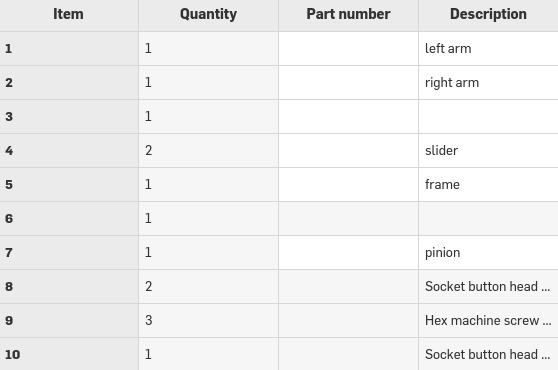 Item Quantity Part number Description
1 1 left arm
2 1 right arm
3 1
4 2 slider
5 1 frame
6 1
7 1 pinion
8 2 Socket button head ...
9 3 Hex machine screw ...
10 1 Socket button head ...